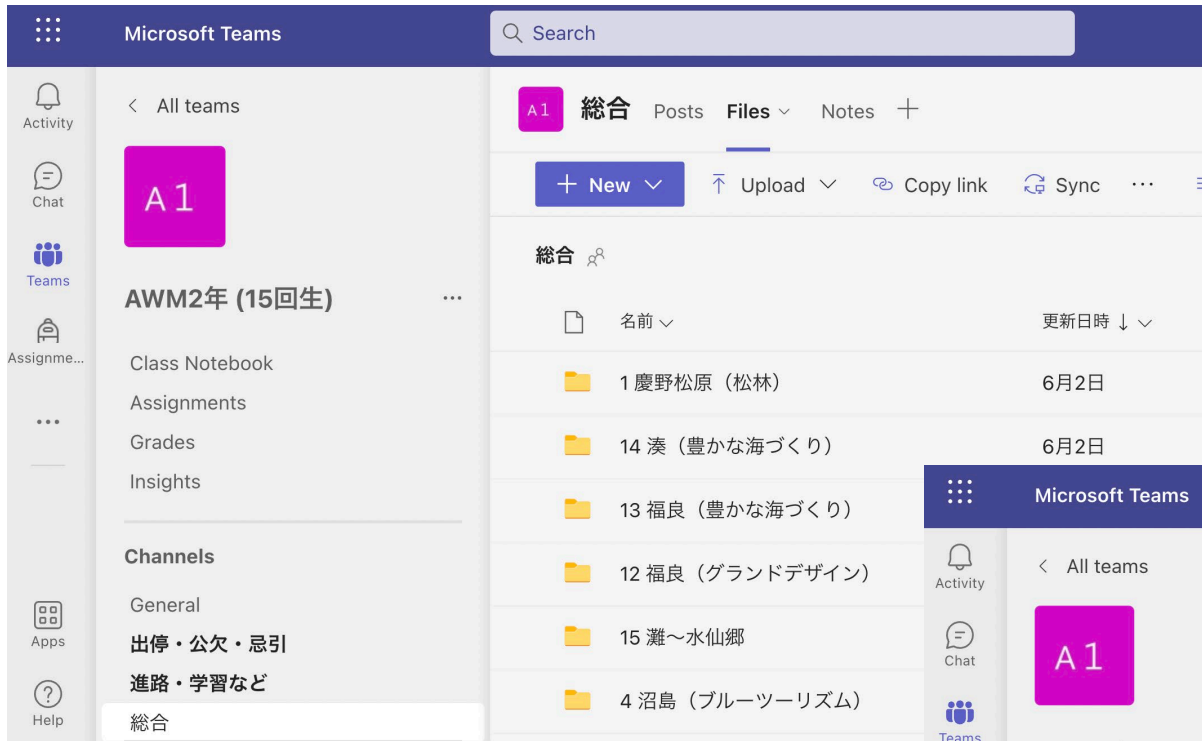 Microsoft Teams
Search
Activity
Chat
Teams
Assignme...
Apps
Help
All teams
A1
AWM2年 (15回生)
Class Notebook
Assignments
Grades
Insights
Channels
General
出停・公欠・忌引
進路・学習など
総合
A1 総合 Posts Files Notes
New Upload Copy link Sync
総合
名前 更新日時
1 慶野松原（松林） 6月2日
14 湊（豊かな海づくり） 6月2日
13 福良（豊かな海づくり）
12 福良（グランドデザイン）
15 灘〜水仙郷
4 沼島（ブルーツーリズム）
Microsoft Teams
Activity
Chat
Teams
All teams
A1